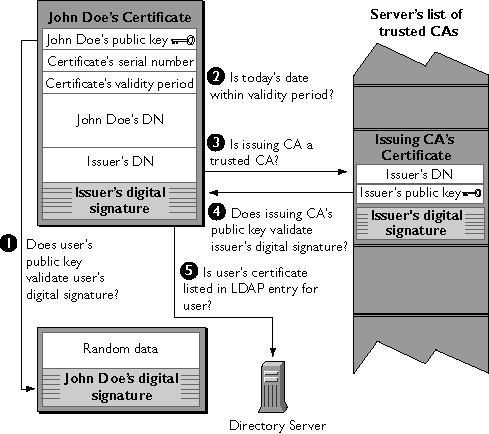 John Doe's Certificate
John Doe's public key
Certificate's serial number
Certificate's validity period
John Doe's DN
Issuer's DN
Issuer's digital
signature
Server's list of
trusted CAs
2 Is today's date
within validity period?
3 Is issuing CA a
trusted CA?
Issuing CA's
Certificate
Issuer's DN
Issuer's public key
Issuer's digital
signature
4 Does issuing CA's
public key validate
issuer's digital signature?
1 Does user's
public key
validate user's
digital signature?
5 Is user's certificate
listed in LDAP entry for
user?
Random data
John Doe's digital
signature
Directory Server